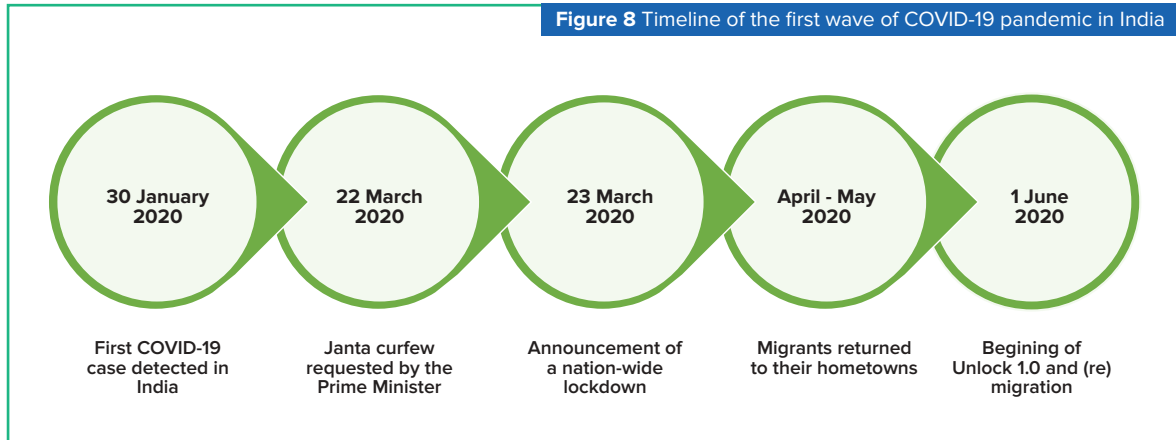 Figure 8 Timeline of the first wave of COVID-19 pandemic in India
30 January
2020
22 March
2020
23 March
2020
April - May
2020
1 June
2020
First COVID-19
case detected in
India
Janta curfew
requested by the
Prime Minister
Announcement of
a nation-wide
lockdown
Migrants returned
to their hometowns
Begining of
Unlock 1.0 and (re)
migration